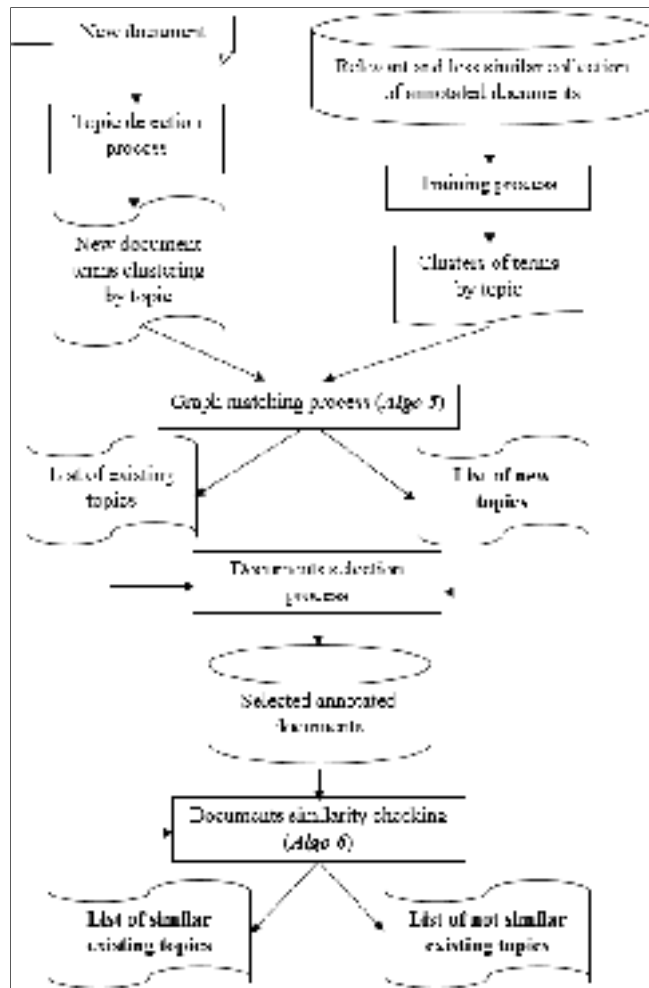 New document
Relevant and less similar collection
of annotated documents
Topic detection
process
Training process
New document
terms clustering
by topic
Clusters of terms
by topic
Graph matching process (Algo 5)
List of existing
topics
List of new
topics
Documents selection
process
Selected annotated
documents
Documents similarity checking
(Algo 6)
List of similar
existing topics
List of not similar
existing topics